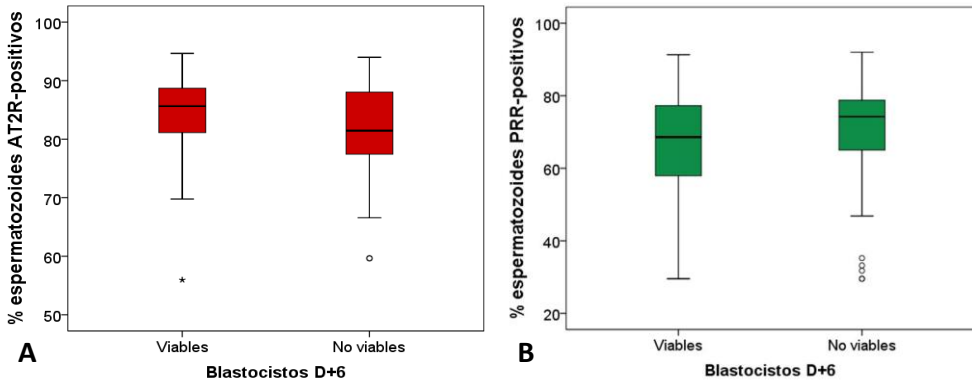 % espermatozoides AT2R-positivos
100
90
80
70
60
50
Viables
No viables
Blastocistos D+6
A
% espermatozoides PRR-positivos
100
80
60
40
20
Viables
No viables
Blastocistos D+6
B